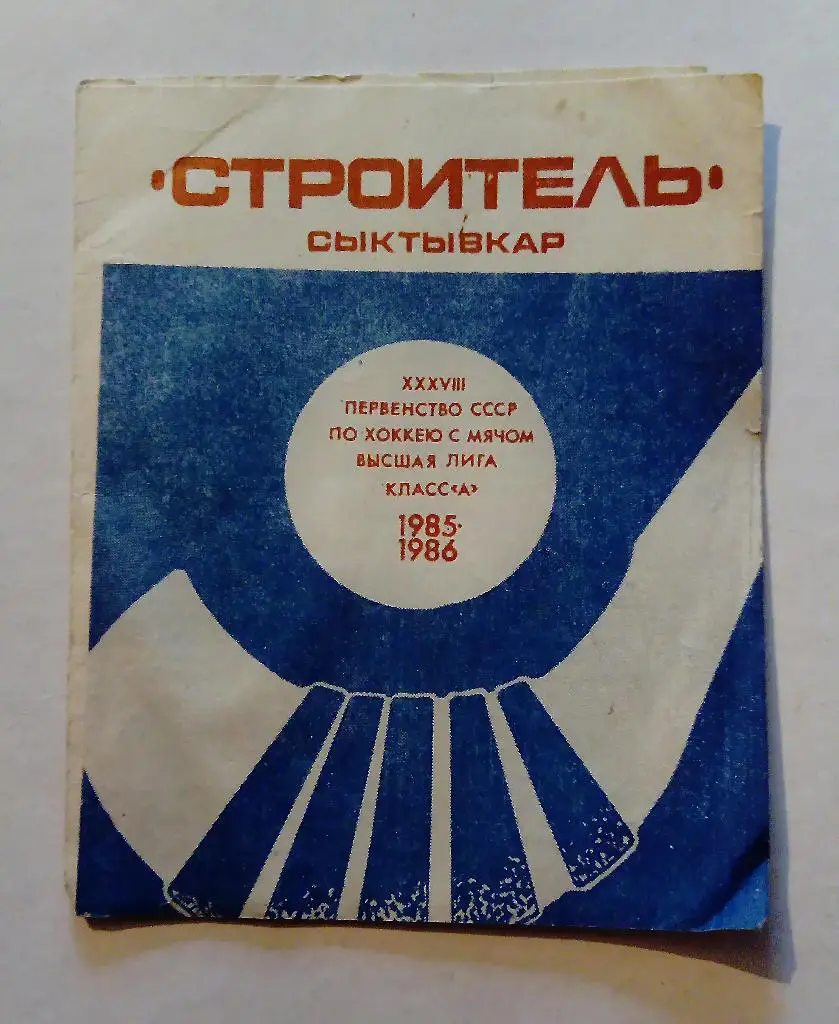 ‹СТРОИТЕЛЬ›
СЫКТЫВКАР
XXXVIII
ПЕРВЕНСТВО СССР
ПО ХОККЕЮ С МЯЧОМ
ВЫСШАЯ ЛИГА
КЛАСС«А»
1985-
1986